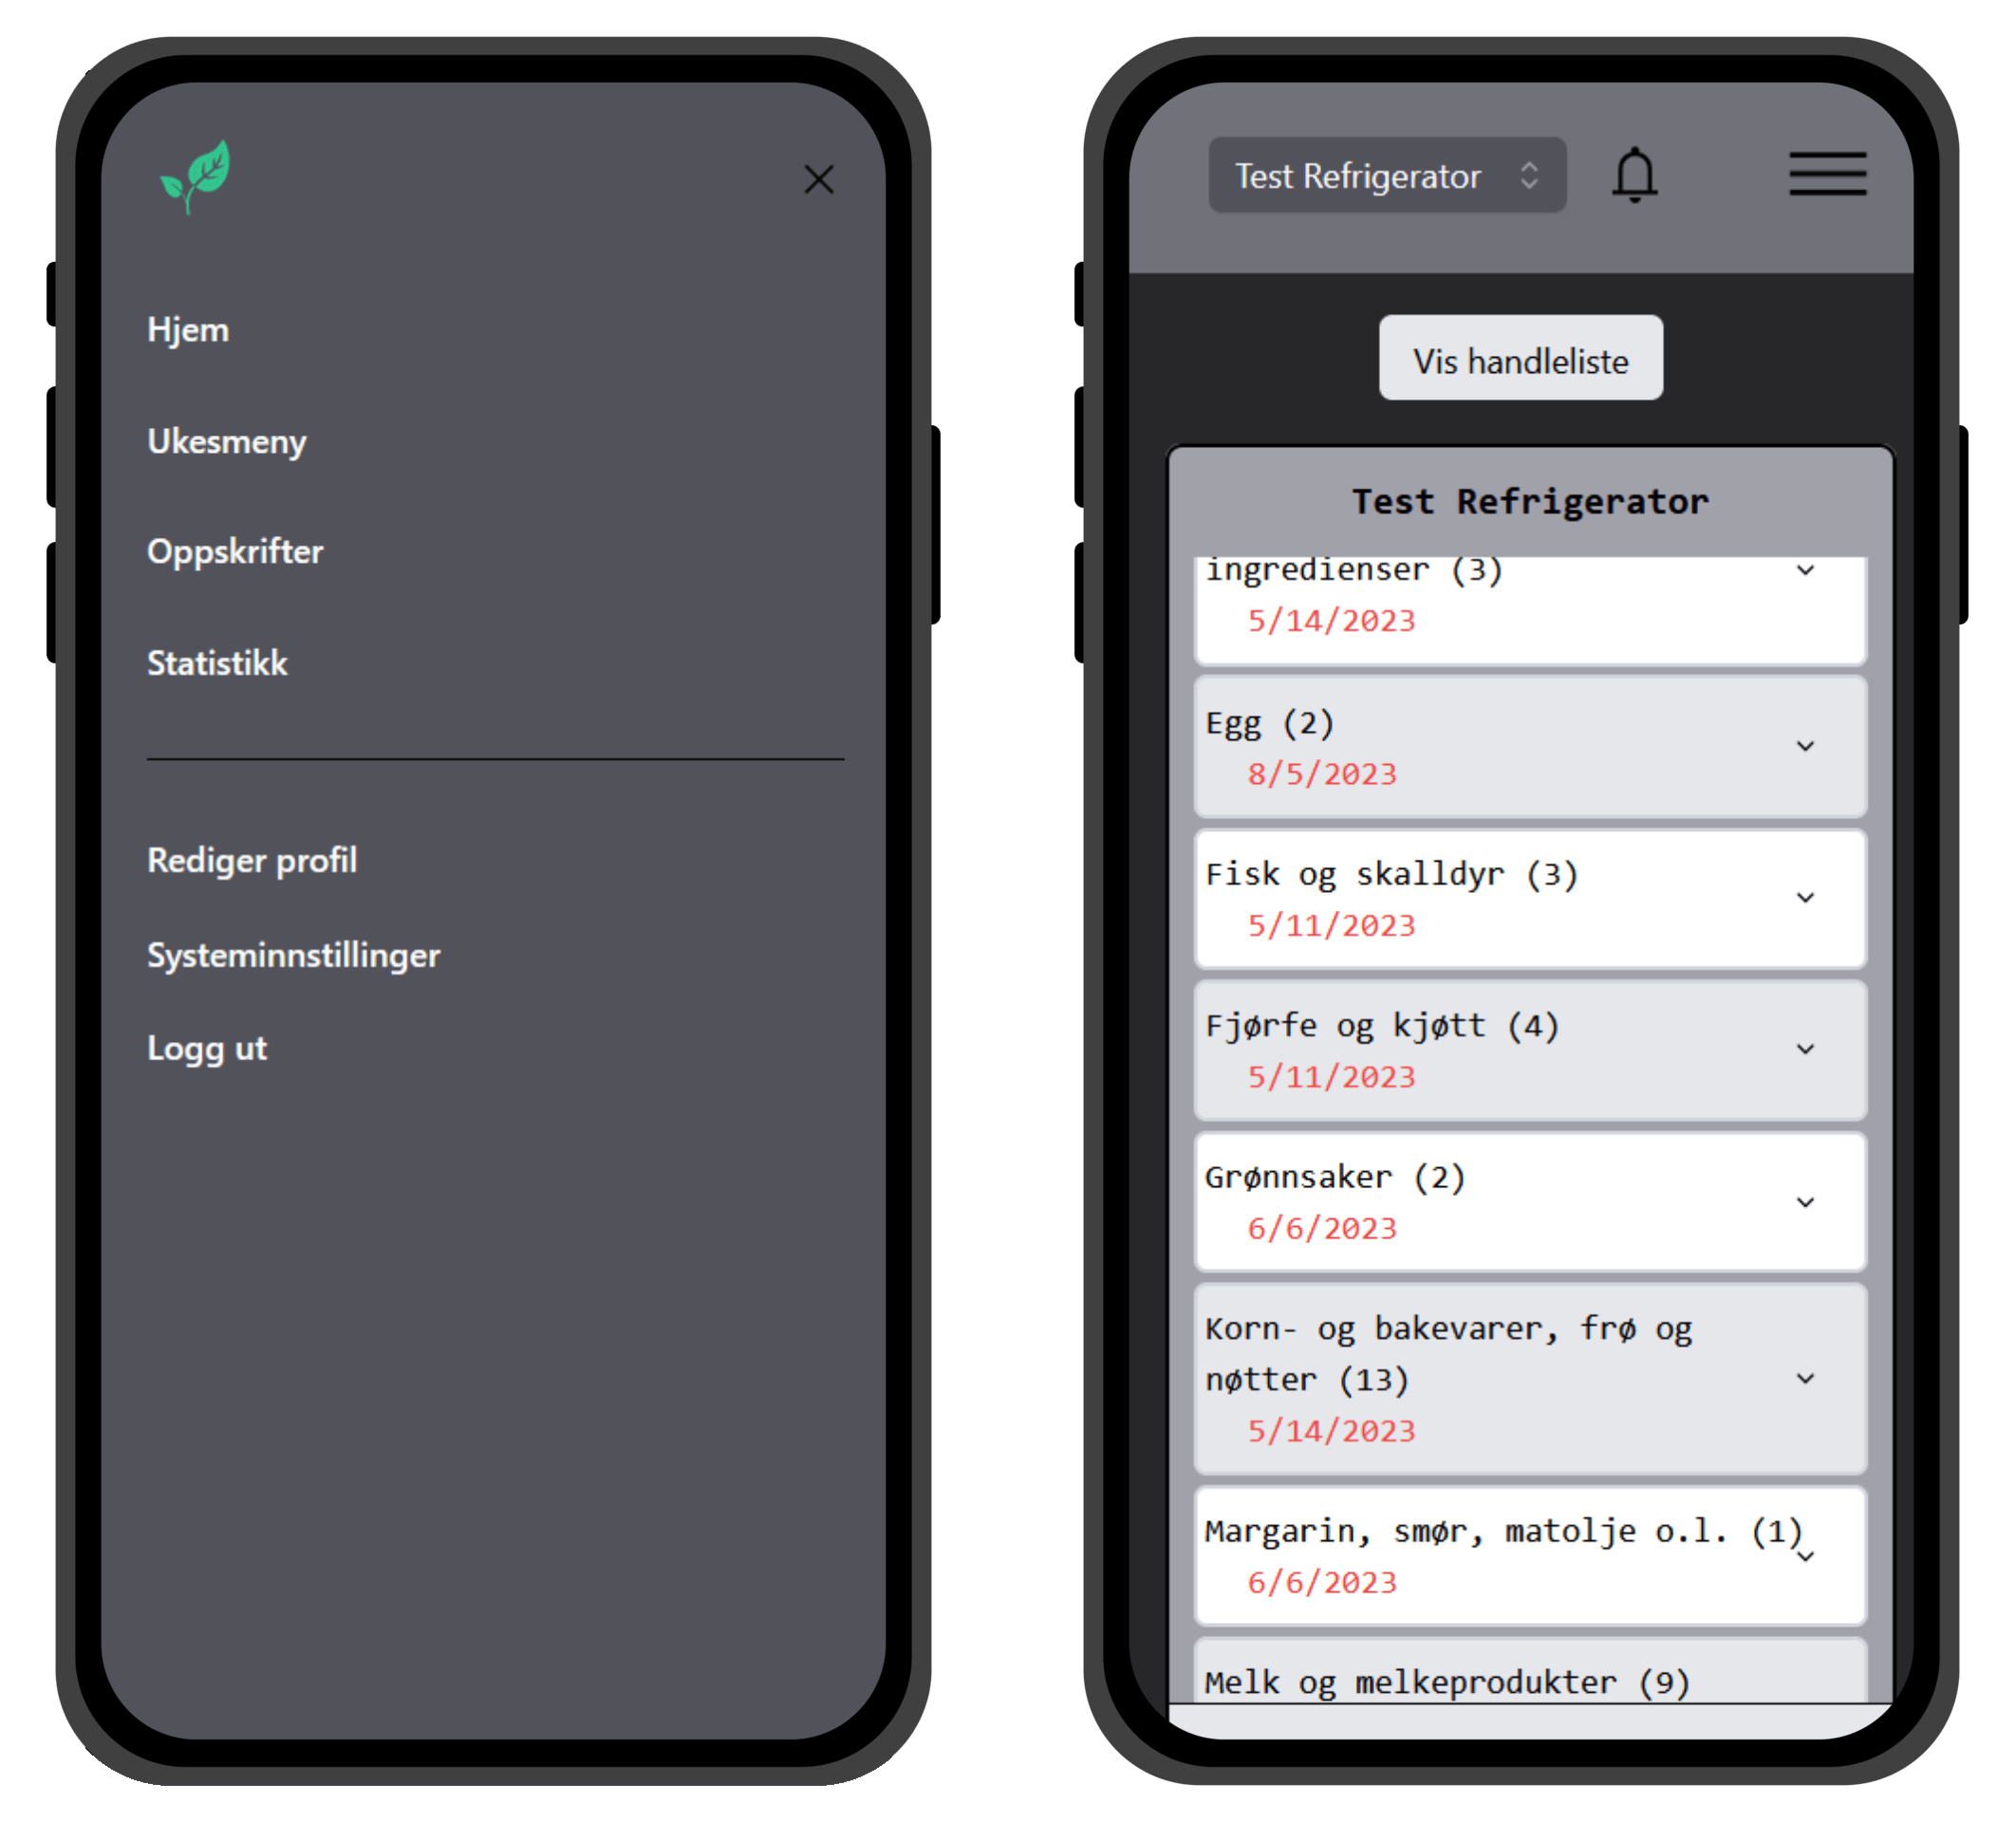 Hjem
Ukesmeny
Oppskrifter
Statistikk
Rediger profil
Systeminnstillinger
Logg ut
Test Refrigerator
Vis handleliste
Test Refrigerator
ingredienser (3)
5/14/2023
Egg (2)
8/5/2023
Fisk og skalldyr (3)
5/11/2023
Fjørfe og kjøtt (4)
5/11/2023
Grønnsaker (2)
6/6/2023
Korn- og bakevarer, frø og
nøtter (13)
5/14/2023
Margarin, smør, matolje o.l. (1)
6/6/2023
Melk og melkeprodukter (9)